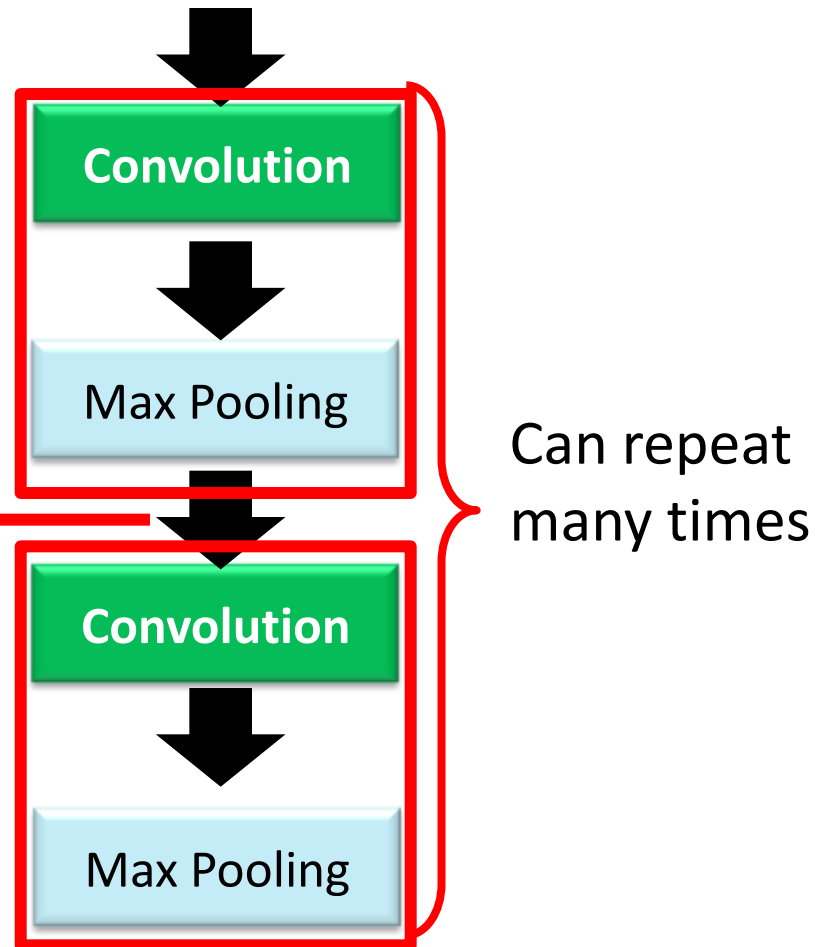 Convolution
Max Pooling
Can repeat
many times
Convolution
Max Pooling